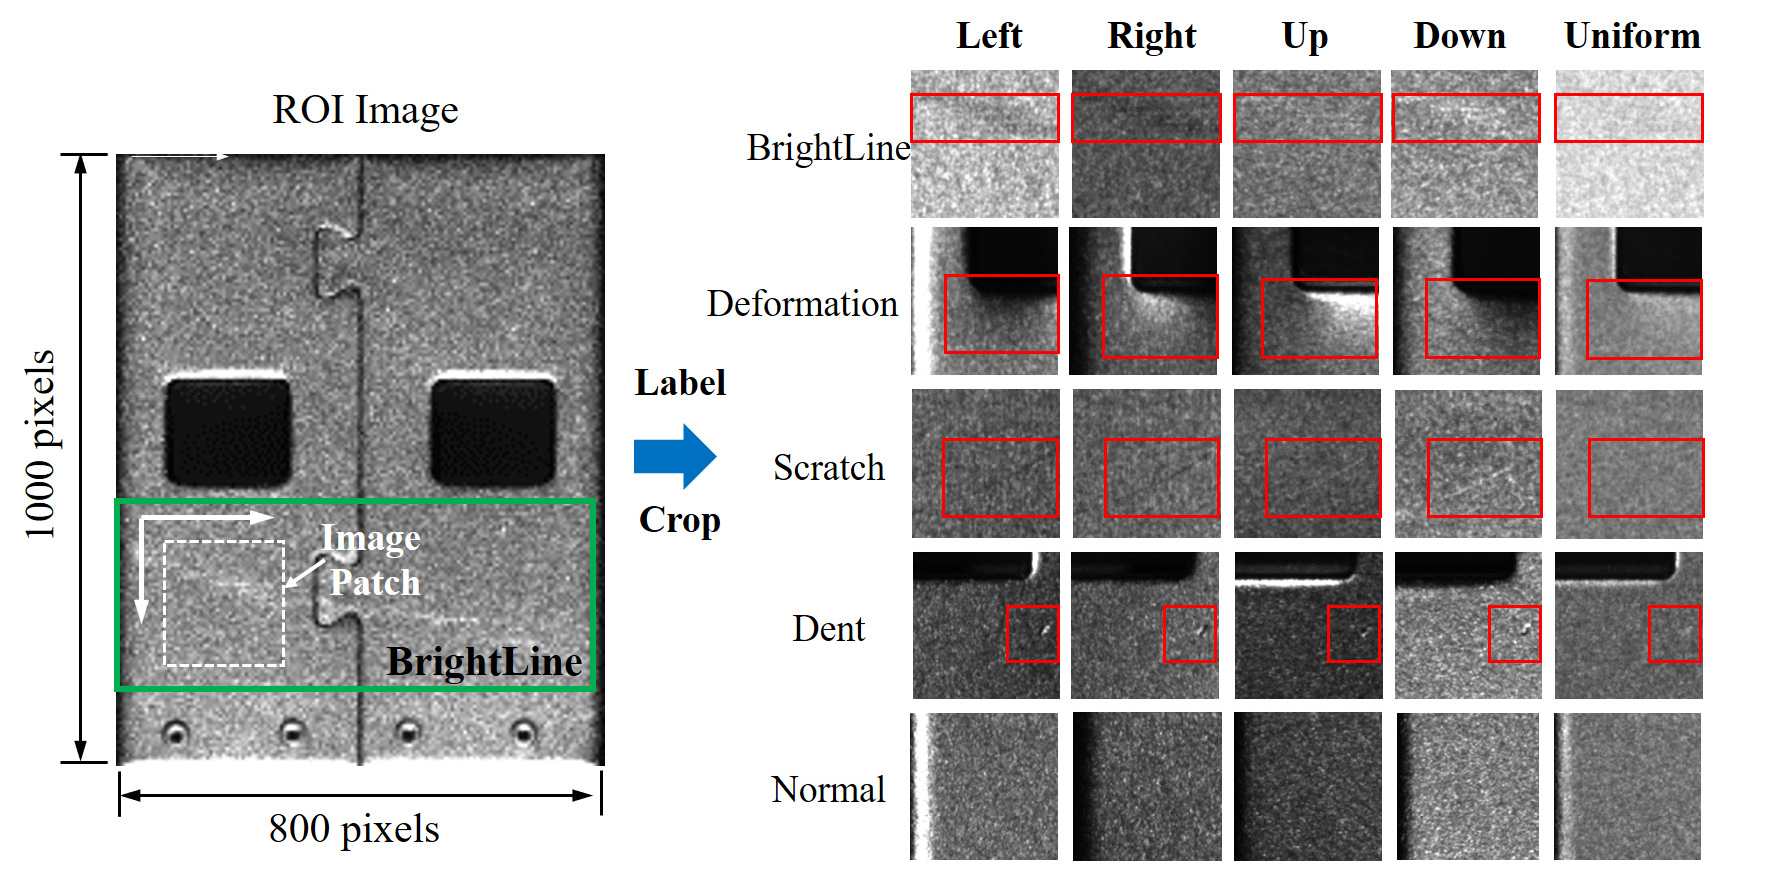 ROI Image
1000 pixels
800 pixels
Image
Patch
BrightLine
Label
Crop
Left Right Up Down Uniform
BrightLine
Deformation
Scratch
Dent
Normal